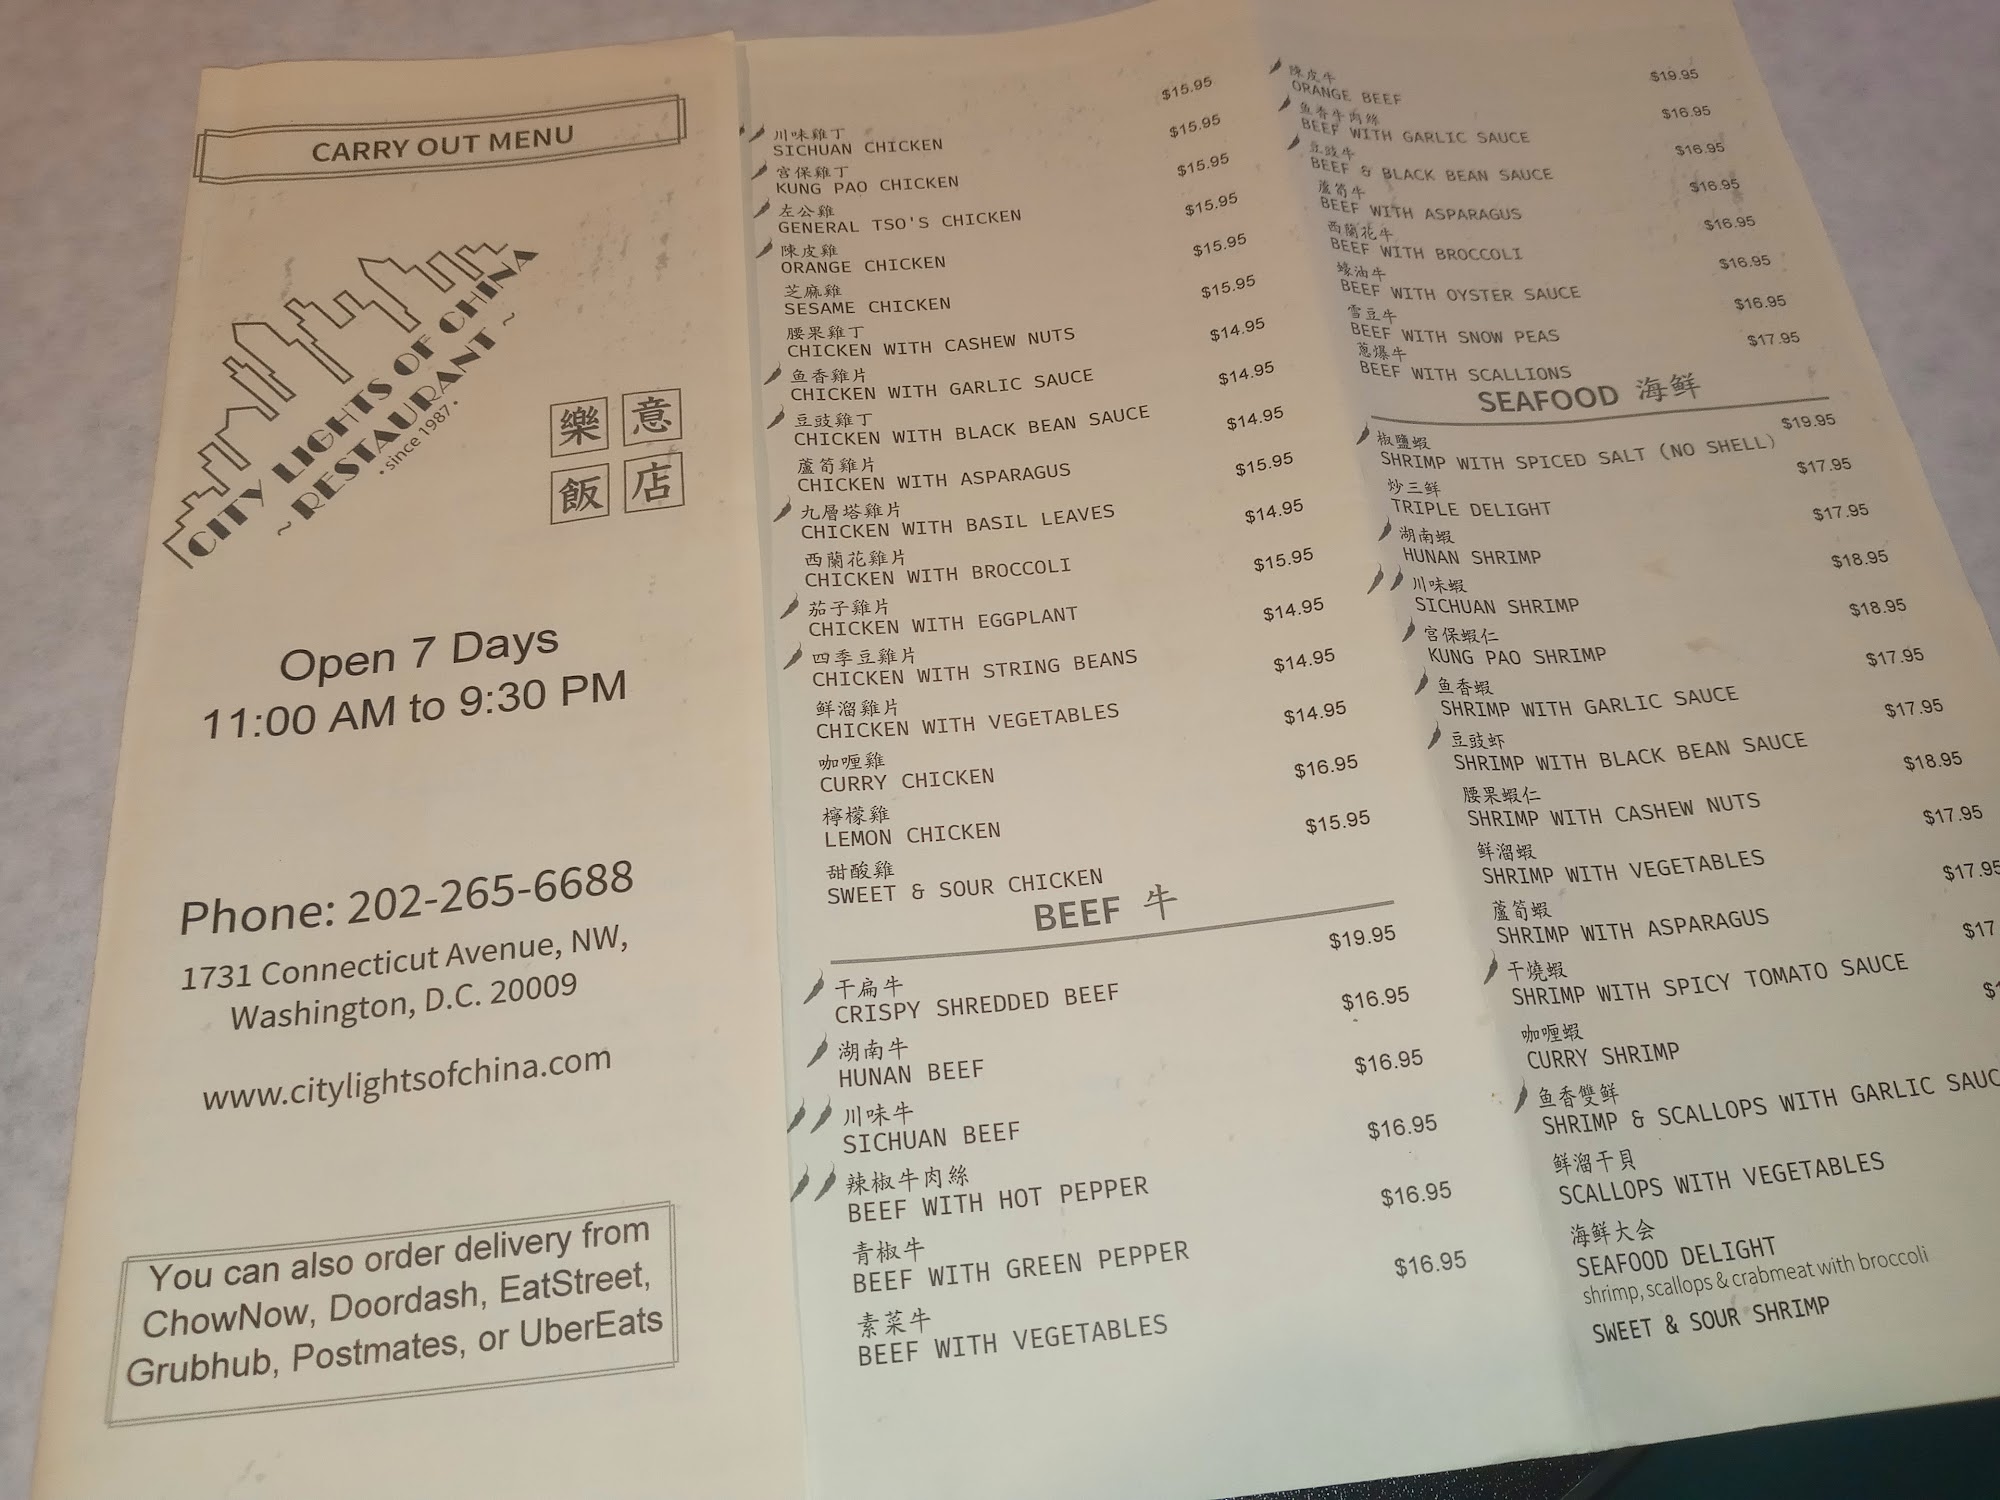 CARRY OUT MENU
CITY LIGHTS OF CHINA
~ RESTAURANT ~
.since 1987.
樂意
飯店
Open 7 Days
11:00 AM to 9:30 PM
Phone: 202-265-6688
1731 Connecticut Avenue, NW,
Washington, D.C. 20009
www.citylightsofchina.com
You can also order delivery from
ChowNow, Doordash, EatStreet,
Grubhub, Postmates, or UberEats
$15.95
川味雞丁
SICHUAN CHICKEN
$15.95
宮保雞丁
KUNG PAO CHICKEN
$15.95
左公雞
GENERAL TSO'S CHICKEN
$15.95
陳皮雞
ORANGE CHICKEN
$15.95
芝麻雞
SESAME CHICKEN
$15.95
腰果雞丁
CHICKEN WITH CASHEW NUTS
$14.95
鱼香雞片
CHICKEN WITH GARLIC SAUCE
$14.95
豆豉雞丁
CHICKEN WITH BLACK BEAN SAUCE
$14.95
蘆筍雞片
CHICKEN WITH ASPARAGUS
$15.95
九層塔雞片
CHICKEN WITH BASIL LEAVES
$14.95
西蘭花雞片
CHICKEN WITH BROCCOLI
$15.95
茄子雞片
CHICKEN WITH EGGPLANT
$14.95
四季豆雞片
CHICKEN WITH STRING BEANS
$14.95
鲜溜雞片
CHICKEN WITH VEGETABLES
$14.95
咖喱雞
CURRY CHICKEN
$16.95
檸檬雞
LEMON CHICKEN
$15.95
甜酸雞
SWEET & SOUR CHICKEN
BEEF 牛
$19.95
干扁牛
CRISPY SHREDDED BEEF
$16.95
湖南牛
HUNAN BEEF
$16.95
川味牛
SICHUAN BEEF
$16.95
辣椒牛肉絲
BEEF WITH HOT PEPPER
$16.95
青椒牛
BEEF WITH GREEN PEPPER
$16.95
素菜牛
BEEF WITH VEGETABLES
$19.95
陳皮牛
ORANGE BEEF
$16.95
鱼香牛肉絲
BEEF WITH GARLIC SAUCE
$16.95
豆豉牛
BEEF & BLACK BEAN SAUCE
$16.95
蘆筍牛
BEEF WITH ASPARAGUS
$16.95
西蘭花牛
BEEF WITH BROCCOLI
$16.95
蠔油牛
BEEF WITH OYSTER SAUCE
$16.95
雪豆牛
BEEF WITH SNOW PEAS
$17.95
蔥爆牛
BEEF WITH SCALLIONS
SEAFOOD 海鲜
$19.95
椒鹽蝦
SHRIMP WITH SPICED SALT (NO SHELL)
$17.95
炒三鲜
TRIPLE DELIGHT
$17.95
湖南蝦
HUNAN SHRIMP
$18.95
川味蝦
SICHUAN SHRIMP
$18.95
宮保蝦仁
KUNG PAO SHRIMP
$17.95
鱼香蝦
SHRIMP WITH GARLIC SAUCE
$17.95
豆豉虾
SHRIMP WITH BLACK BEAN SAUCE
$18.95
腰果蝦仁
SHRIMP WITH CASHEW NUTS
$17.95
鲜溜蝦
SHRIMP WITH VEGETABLES
$17.95
蘆筍蝦
SHRIMP WITH ASPARAGUS
$17
干燒蝦
SHRIMP WITH SPICY TOMATO SAUCE
$1
咖喱蝦
CURRY SHRIMP
鱼香雙鲜
SHRIMP & SCALLOPS WITH GARLIC SAUC
鲜溜干貝
SCALLOPS WITH VEGETABLES
海鲜大会
SEAFOOD DELIGHT
shrimp, scallops & crabmeat with broccoli
SWEET & SOUR SHRIMP